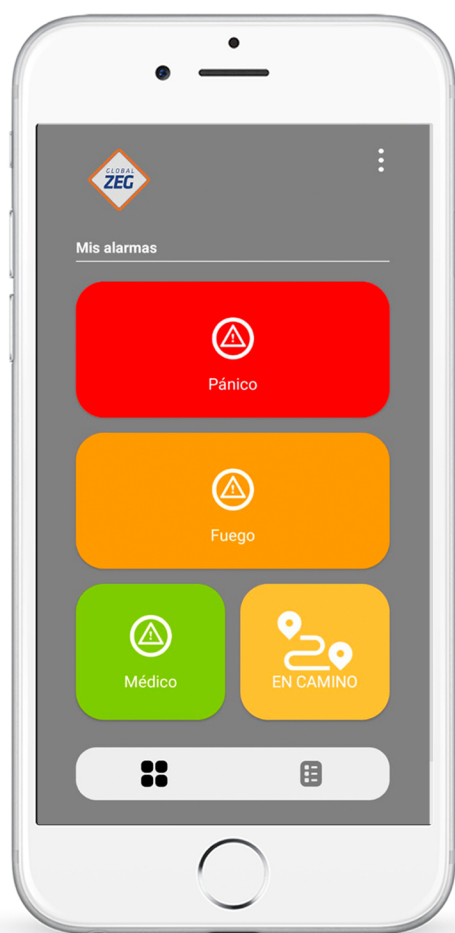 GLOBAL
ZEG
Mis alarmas
Pánico
Fuego
Médico
EN CAMINO